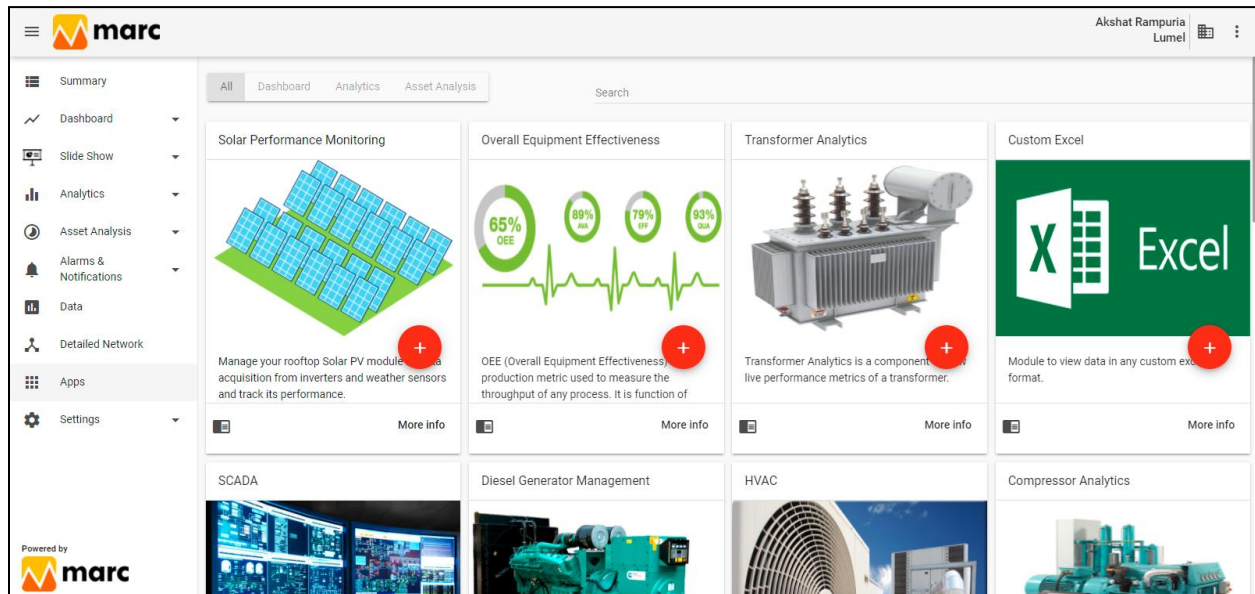 marc
Akshat Rampuria
Lumel
Summary
Dashboard
Slide Show
Analytics
Asset Analysis
Alarms &
Notifications
Data
Detailed Network
Apps
Settings
Powered by
marc
All Dashboard Analytics Asset Analysis
Search
Solar Performance Monitoring
Manage your rooftop Solar PV module
acquisition from inverters and weather sensors
and track its performance.
More info
Overall Equipment Effectiveness
65%
OEE
89%
AVA
79%
EFF
93%
QUA
OEE (Overall Equipment Effectiveness)
production metric used to measure the
throughput of any process. It is function of
More info
Transformer Analytics
Transformer Analytics is a component
live performance metrics of a transformer.
More info
Custom Excel
X Excel
Module to view data in any custom
format.
More info
SCADA
Diesel Generator Management
HVAC
Compressor Analytics